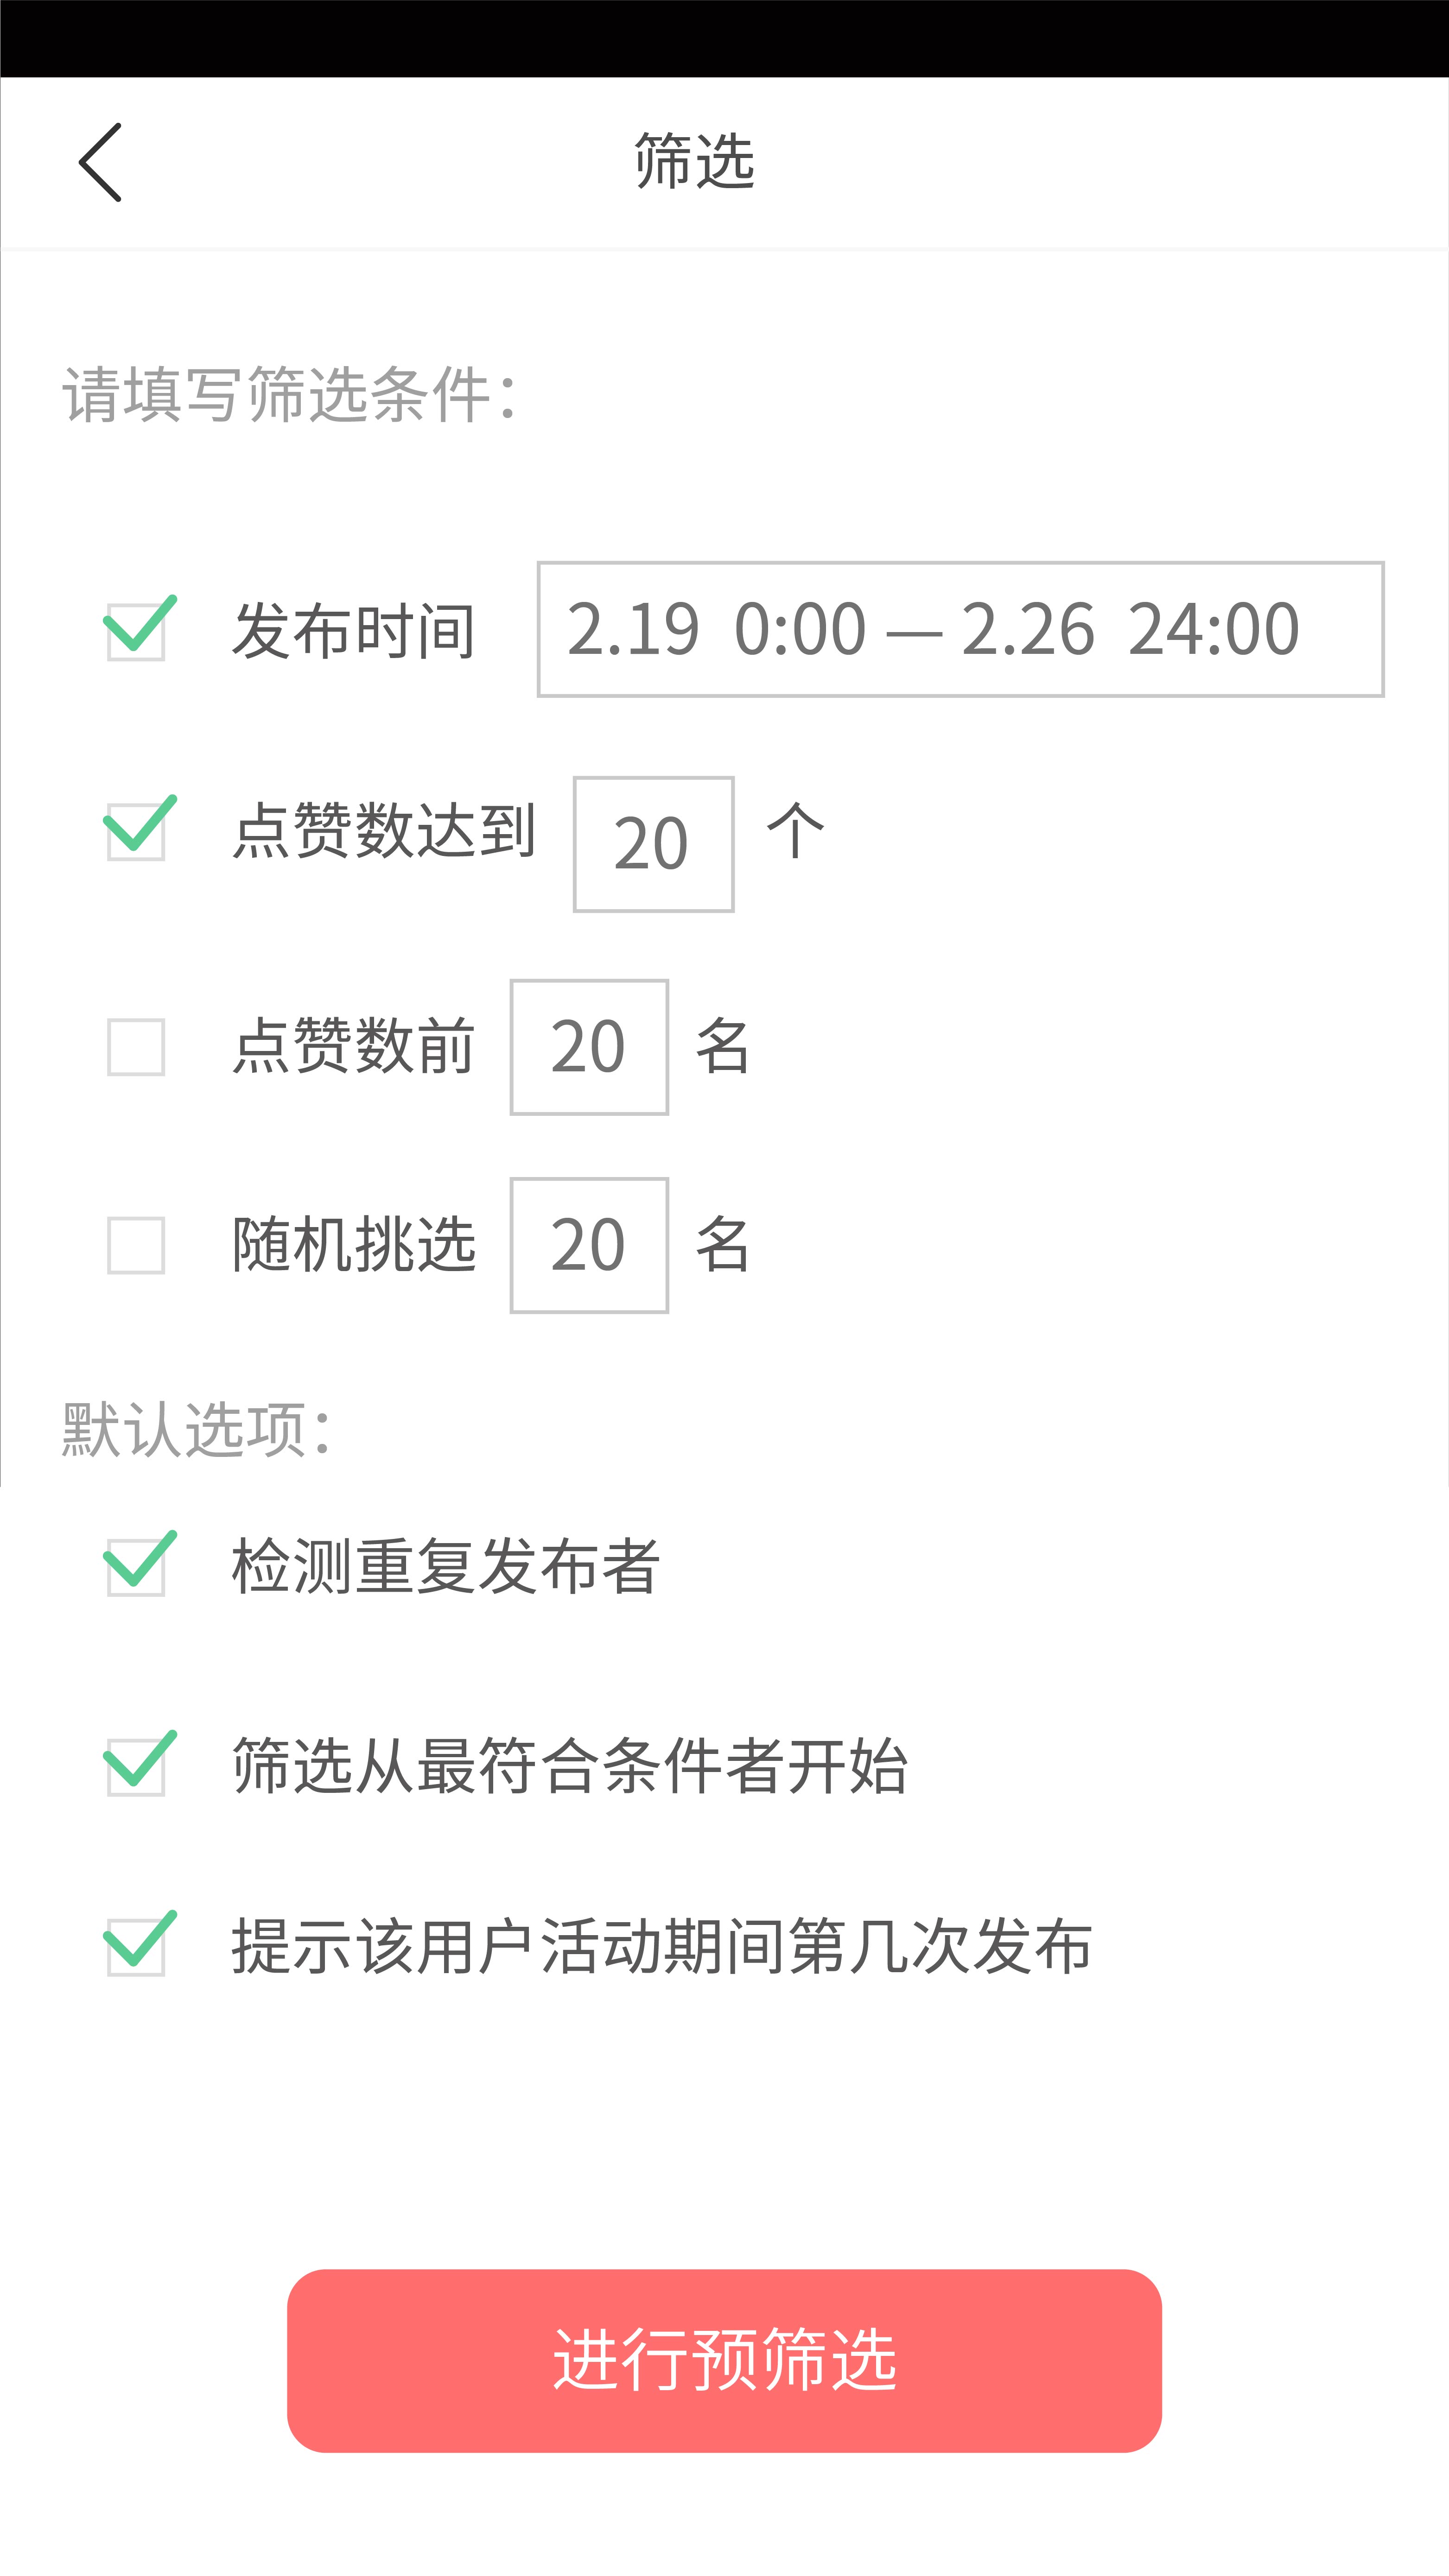 筛选
请填写筛选条件：
发布时间 2.19 0:00 — 2.26 24:00
点赞数达到 20 个
点赞数前 20 名
随机挑选 20 名
默认选项：
检测重复发布者
筛选从最符合条件者开始
提示该用户活动期间第几次发布
进行预筛选